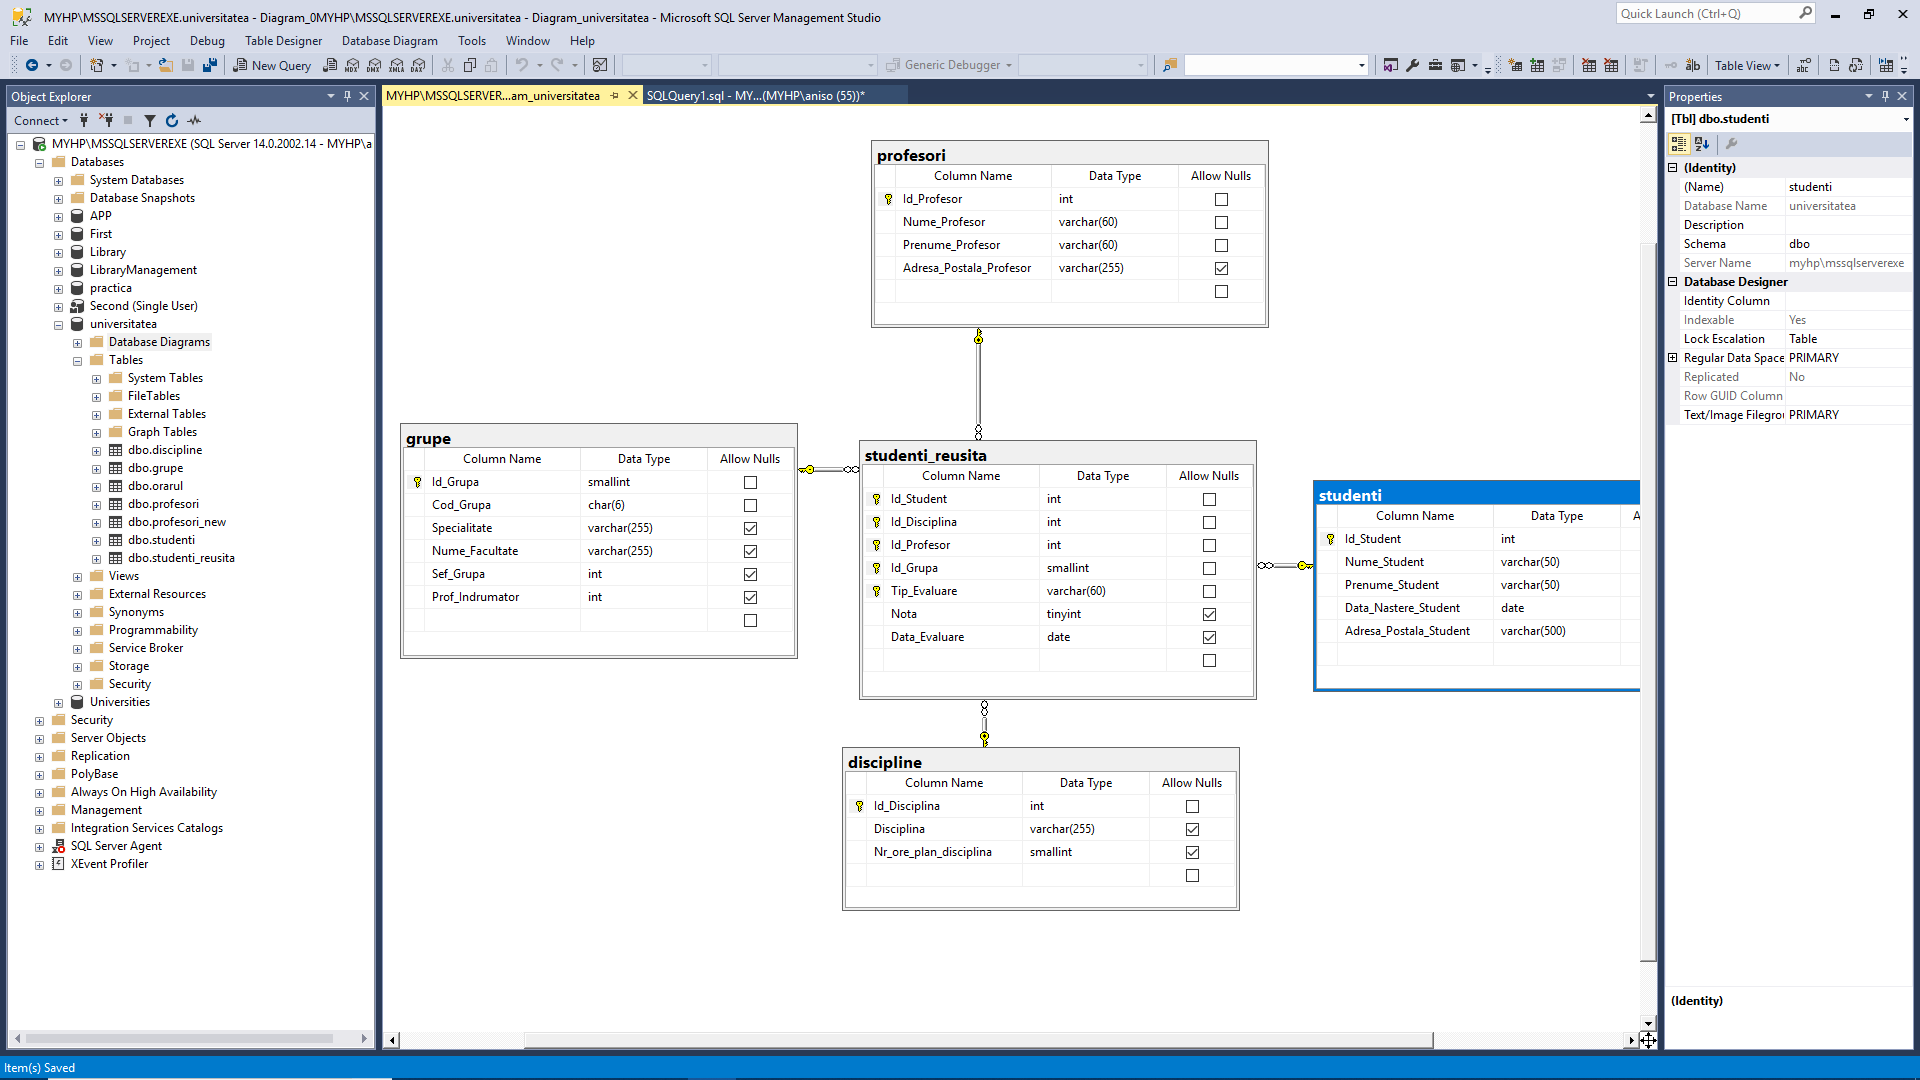 MYHP\MSSQLSERVEREXE.universitatea - Diagram_0MYHP\MSSQLSERVEREXE.universitatea - Diagram_universitatea - Microsoft SQL Server Management Studio
Quick Launch (Ctrl+Q)
File Edit View Project Debug Table Designer Database Diagram Tools Window Help
New Query
MDX DMX XMLA DAX
Generic Debugger
Table View
Object Explorer
Connect
MYHP\MSSQLSERVEREXE (SQL Server 14.0.2002.14 - MYHP\a
Databases
System Databases
Database Snapshots
APP
First
Library
LibraryManagement
practica
Second (Single User)
universitatea
Database Diagrams
Tables
System Tables
FileTables
External Tables
Graph Tables
dbo.discipline
dbo.grupe
dbo.orarul
dbo.profesori
dbo.profesori_new
dbo.studenti
dbo.studenti_reusita
Views
External Resources
Synonyms
Programmability
Service Broker
Storage
Security
Universities
Security
Server Objects
Replication
PolyBase
Always On High Availability
Management
Integration Services Catalogs
SQL Server Agent
XEvent Profiler
MYHP\MSSQLSERVER...am_universitatea
SQLQuery1.sql - MY...(MYHP\aniso (55))*
profesori
Column Name Data Type Allow Nulls
Id_Profesor int
Nume_Profesor varchar(60)
Prenume_Profesor varchar(60)
Adresa_Postala_Profesor varchar(255)
grupe
Column Name Data Type Allow Nulls
Id_Grupa smallint
Cod_Grupa char(6)
Specialitate varchar(255)
Nume_Facultate varchar(255)
Sef_Grupa int
Prof_Indrumator int
studenti_reusita
Column Name Data Type Allow Nulls
Id_Student int
Id_Disciplina int
Id_Profesor int
Id_Grupa smallint
Tip_Evaluare varchar(60)
Nota tinyint
Data_Evaluare date
studenti
Column Name Data Type A
Id_Student int
Nume_Student varchar(50)
Prenume_Student varchar(50)
Data_Nastere_Student date
Adresa_Postala_Student varchar(500)
discipline
Column Name Data Type Allow Nulls
Id_Disciplina int
Disciplina varchar(255)
Nr_ore_plan_disciplina smallint
Properties
[Tbl] dbo.studenti
(Identity)
(Name) studenti
Database Name universitatea
Description
Schema dbo
Server Name myhp\mssqlserverexe
Database Designer
Identity Column
Indexable Yes
Lock Escalation Table
Regular Data Space PRIMARY
Replicated No
Row GUID Column
Text/Image Filegrou PRIMARY
(Identity)
Item(s) Saved